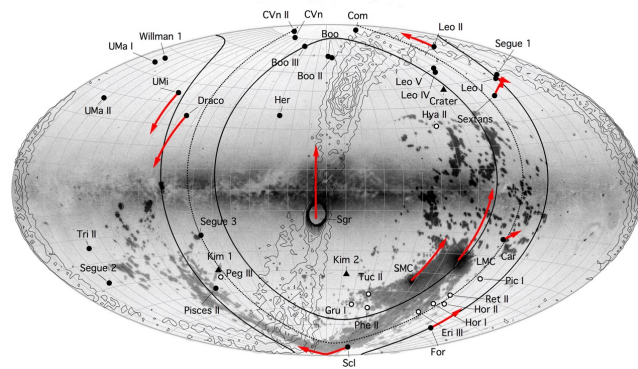 CVn II
CVn
Com
Leo II
UMa I
Willman 1
Boo
Segue 1
Boo III
UMi
Boo II
Leo V
Leo I
Leo IV
Crater
UMa II
Draco
Her
Hya II
Sextans
Sgr
Segue 3
Tri II
Kim 1
Kim 2
SMC
LMC
Car
Segue 2
Peg III
Tuc II
Pic I
Pisces II
Gru I
Ret II
Phe II
Hor II
Hor I
Eri III
Scl
For